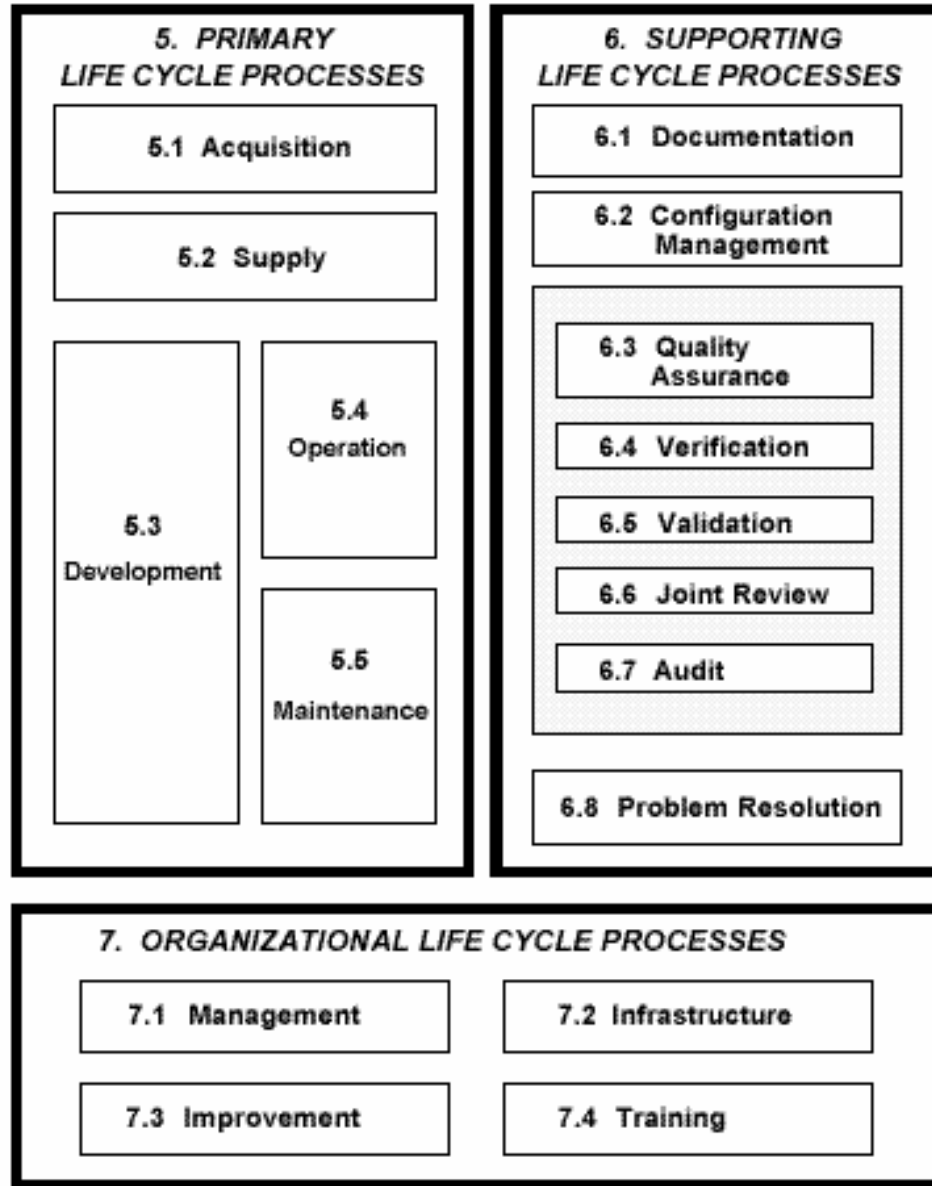 5. PRIMARY
LIFE CYCLE PROCESSES
5.1 Acquisition
5.2 Supply
5.3
Development
5.4
Operation
5.5
Maintenance
6. SUPPORTING
LIFE CYCLE PROCESSES
6.1 Documentation
6.2 Configuration
Management
6.3 Quality
Assurance
6.4 Verification
6.5 Validation
6.6 Joint Review
6.7 Audit
6.8 Problem Resolution
7. ORGANIZATIONAL LIFE CYCLE PROCESSES
7.1 Management
7.2 Infrastructure
7.3 Improvement
7.4 Training